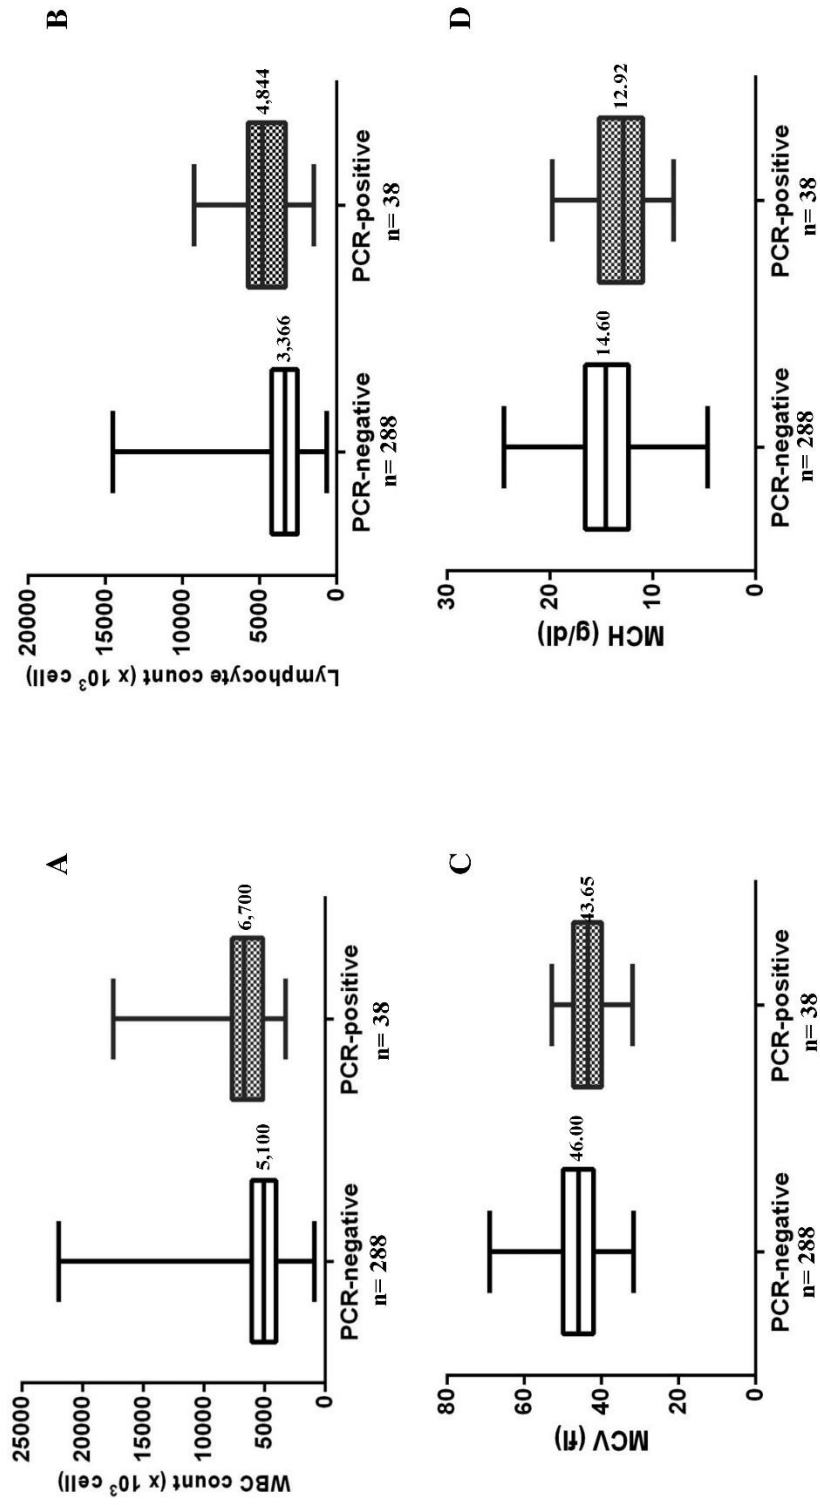 A
WBC count (x 10³ cell)
25000
20000
15000
10000
5000
0
5,100
6,700
PCR-negative
n= 288
PCR-positive
n= 38
B
Lymphocyte count (x 10³ cell)
20000
15000
10000
5000
0
3,366
4,844
PCR-negative
n= 288
PCR-positive
n= 38
C
MCV (fl)
80
60
40
20
0
46.00
43.65
PCR-negative
n= 288
PCR-positive
n= 38
D
MCH (g/dl)
30
20
10
0
14.60
12.92
PCR-negative
n= 288
PCR-positive
n= 38